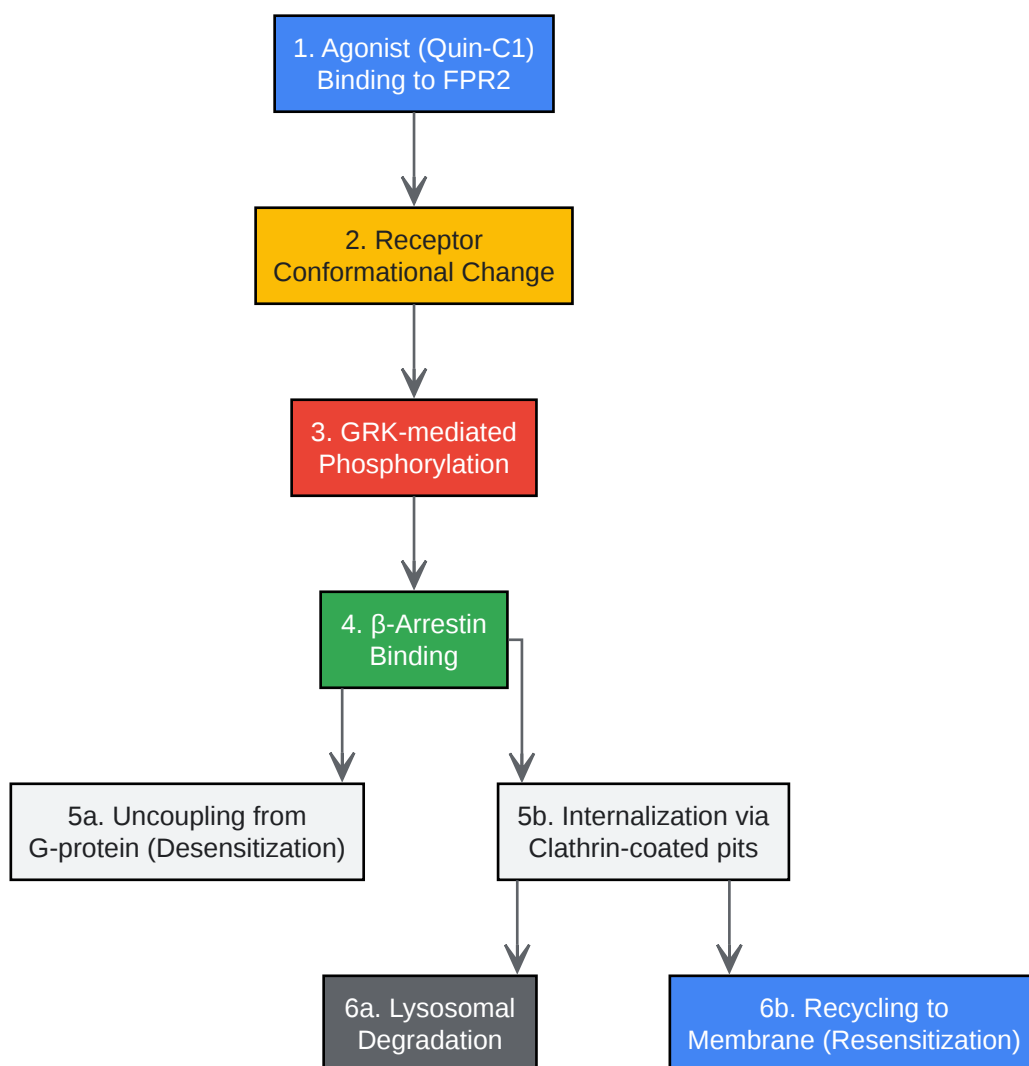 1. Agonist (Quin-C1)
Binding to FPR2
2. Receptor
Conformational Change
3. GRK-mediated
Phosphorylation
4. β-Arrestin
Binding
5a. Uncoupling from
G-protein (Desensitization)
5b. Internalization via
Clathrin-coated pits
6a. Lysosomal
Degradation
6b. Recycling to
Membrane (Resensitization)